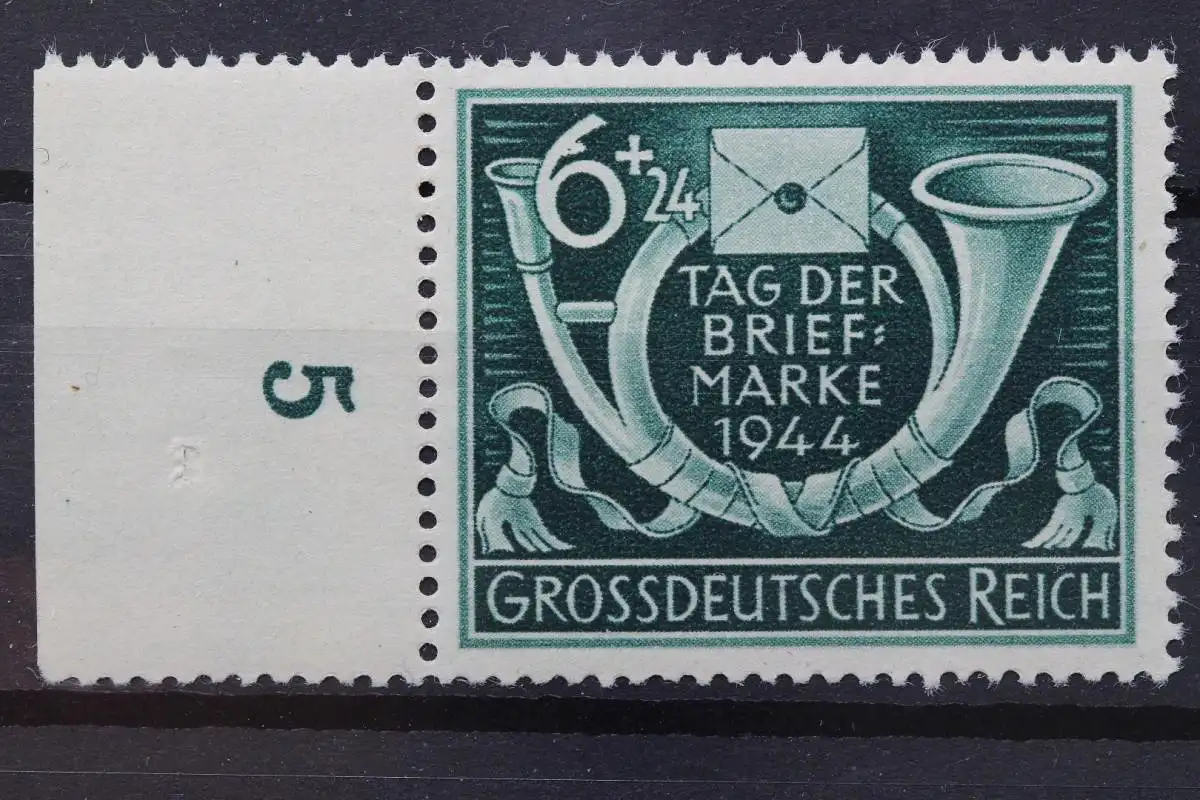 5
6+24
TAG DER
BRIEF=
MARKE
1944
GROSSDEUTSCHES REICH